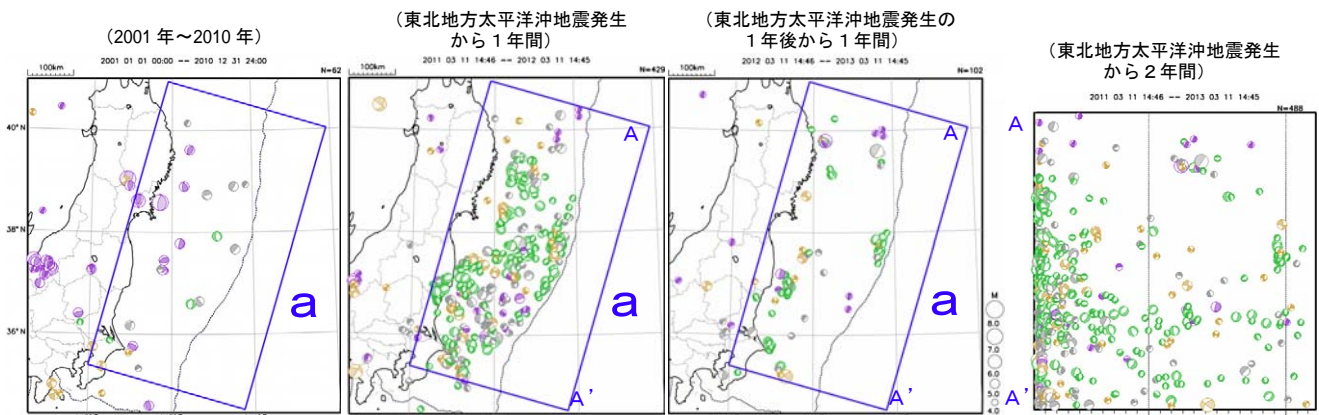 （2001 年～2010 年）
2001 01 01 00:00 -- 2010 12 31 24:00
100km
N=62
40°N
38°N
36°N
a
（東北地方太平洋沖地震発生
から１年間）
2011 03 11 14:46 -- 2012 03 11 14:45
100km
N=429
A
a
A'
（東北地方太平洋沖地震発生の
１年後から１年間）
2012 03 11 14:46 -- 2013 03 11 14:45
100km
N=102
A
a
A'
M
8.0
7.0
6.0
5.0
4.0
（東北地方太平洋沖地震発生
から２年間）
2011 03 11 14:46 -- 2013 03 11 14:45
N=488
A
A'